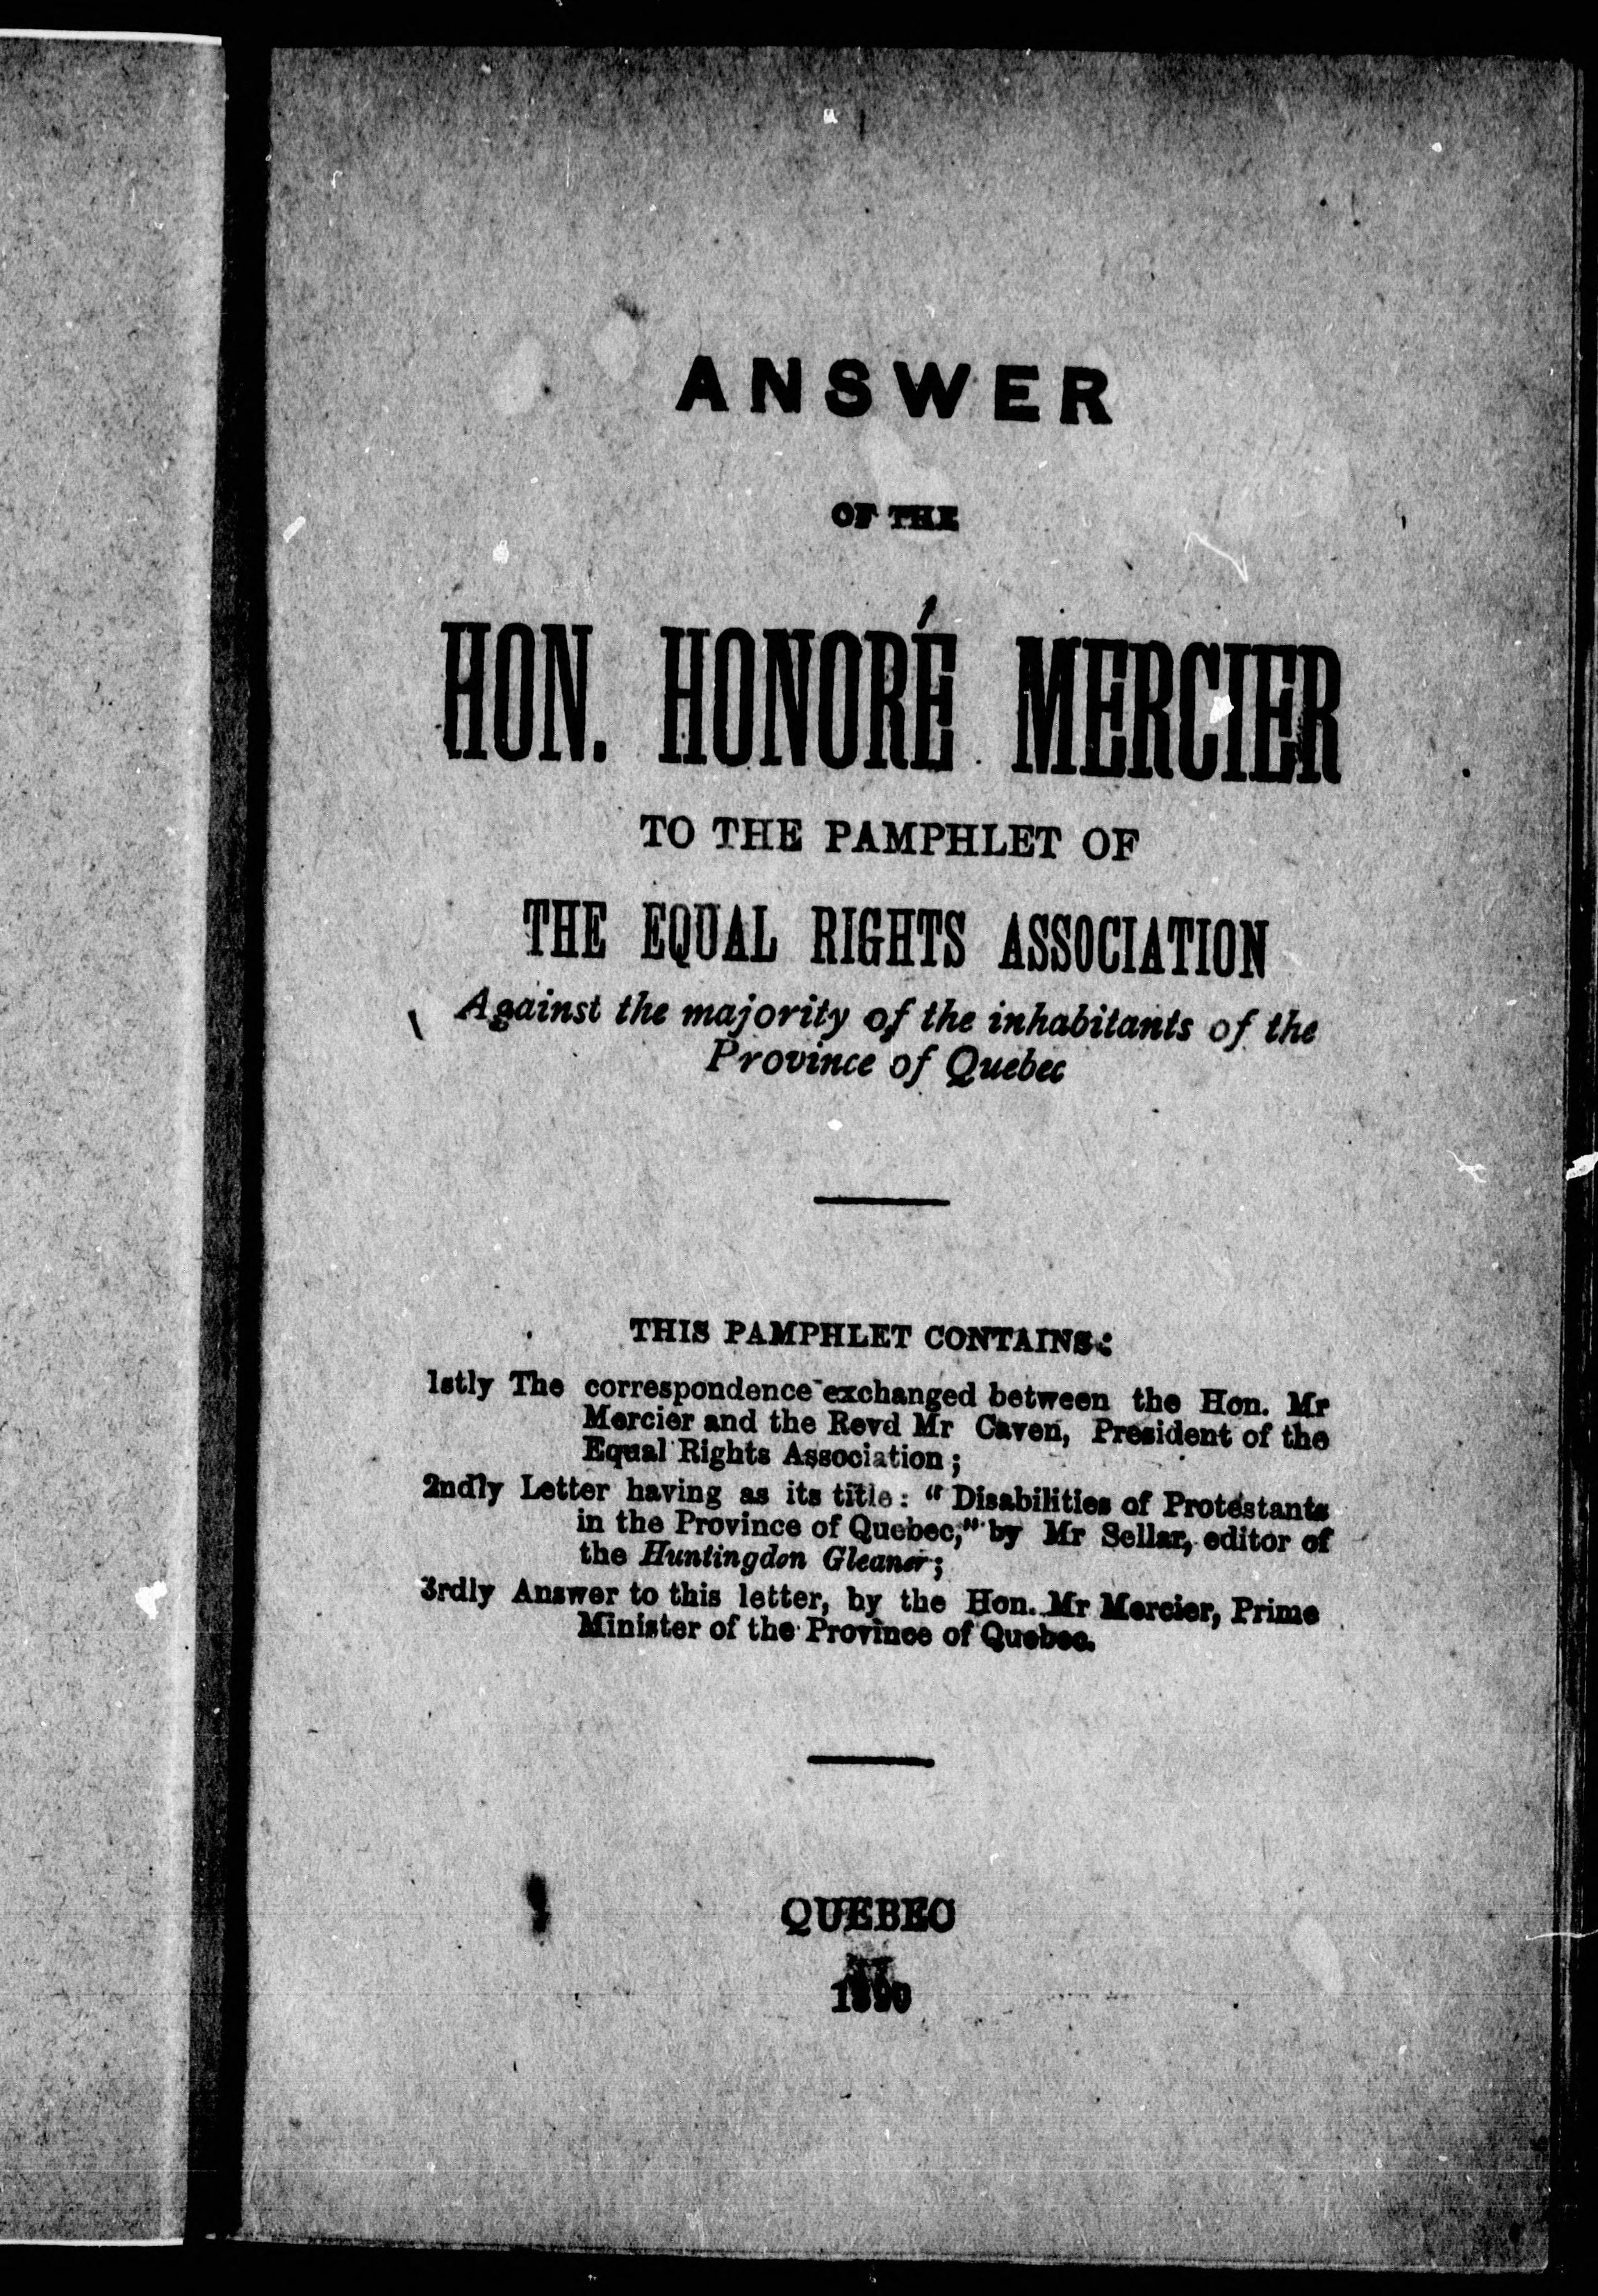 ANSWER
OF THE
HON. HONORÉ MERCIER
TO THE PAMPHLET OF
THE EQUAL RIGHTS ASSOCIATION
Against the majority of the inhabitants of the
Province of Quebec
THIS PAMPHLET CONTAINS:
1stly The correspondence exchanged between the Hon. Mr
Mercier and the Revd Mr Caven, President of the
Equal Rights Association;
2ndly Letter having as its title: "Disabilities of Protestants
in the Province of Quebec," by Mr Sellar, editor of
the Huntingdon Gleaner;
3rdly Answer to this letter, by the Hon. Mr Mercier, Prime
Minister of the Province of Quebec.
QUEBEC
1890